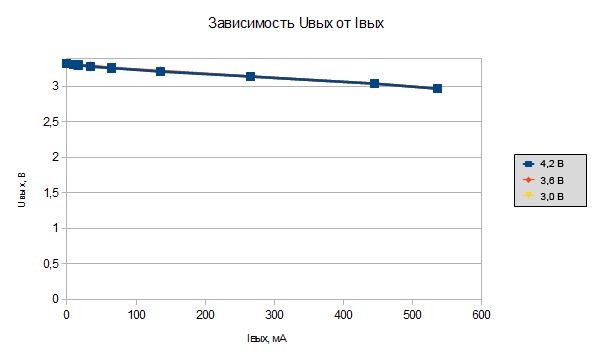 Зависимость Uвых от Iвых
3
2,5
2
1,5
1
0,5
0
0 100 200 300 400 500 600
Uвых, В
Iвых, мА
4,2 В
3,6 В
3,0 В